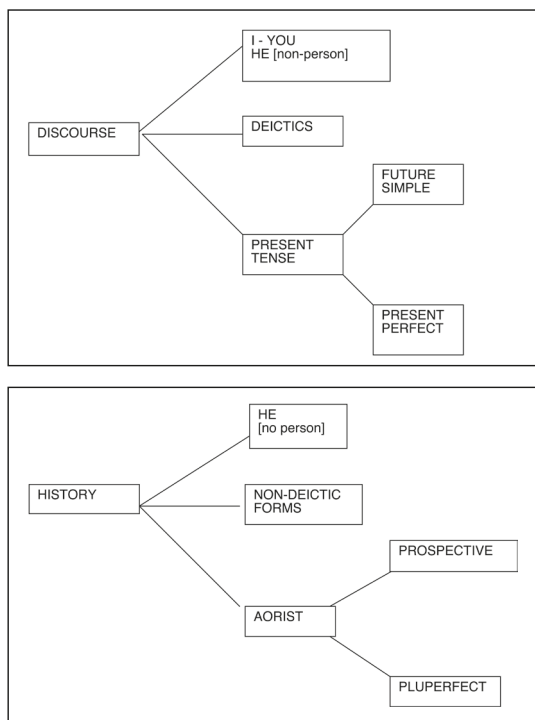 I - YOU
HE [non-person]
DISCOURSE
DEICTICS
FUTURE
SIMPLE
PRESENT
TENSE
PRESENT
PERFECT
HE
[no person]
HISTORY
NON-DEICTIC
FORMS
PROSPECTIVE
AORIST
PLUPERFECT